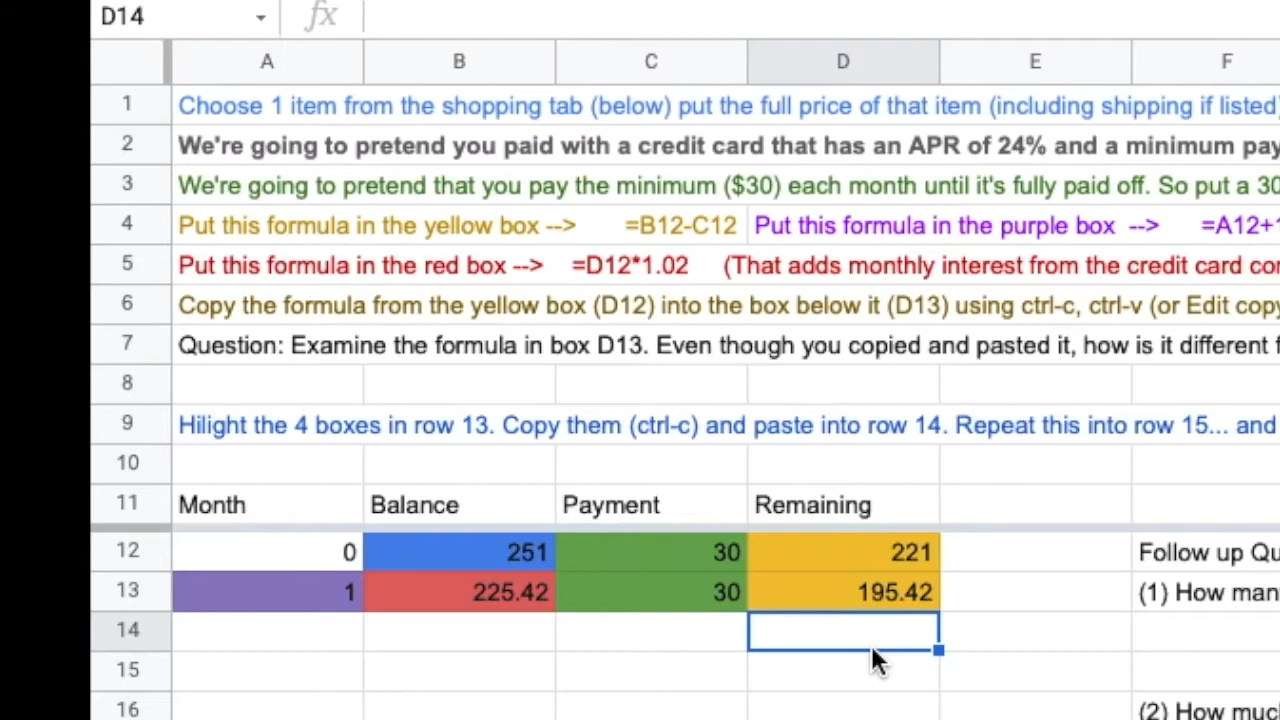 D14 fx
A B C D E F
1 Choose 1 item from the shopping tab (below) put the full price of that item (including shipping if listed)
2 We're going to pretend you paid with a credit card that has an APR of 24% and a minimum pay
3 We're going to pretend that you pay the minimum ($30) each month until it's fully paid off. So put a 30
4 Put this formula in the yellow box --> =B12-C12 Put this formula in the purple box --> =A12+1
5 Put this formula in the red box --> =D12*1.02 (That adds monthly interest from the credit card co
6 Copy the formula from the yellow box (D12) into the box below it (D13) using ctrl-c, ctrl-v (or Edit copy
7 Question: Examine the formula in box D13. Even though you copied and pasted it, how is it different f
8
9 Hilight the 4 boxes in row 13. Copy them (ctrl-c) and paste into row 14. Repeat this into row 15... and
10
11 Month Balance Payment Remaining
12 0 251 30 221 Follow up Qu
13 1 225.42 30 195.42 (1) How man
14
15
16 (2) How muc